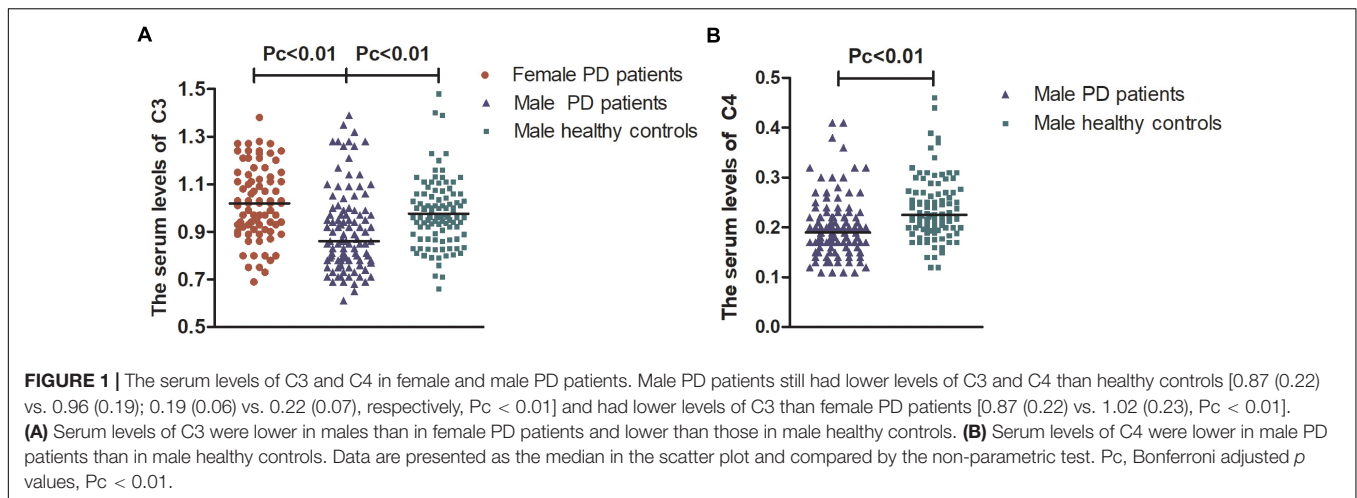 A
Pc<0.01 Pc<0.01
The serum levels of C3
1.5
1.3
1.1
0.9
0.7
0.5
Female PD patients
Male PD patients
Male healthy controls
B
Pc<0.01
The serum levels of C4
0.5
0.4
0.3
0.2
0.1
0.0
Male PD patients
Male healthy controls
FIGURE 1 | The serum levels of C3 and C4 in female and male PD patients. Male PD patients still had lower levels of C3 and C4 than healthy controls [0.87 (0.22)
vs. 0.96 (0.19); 0.19 (0.06) vs. 0.22 (0.07), respectively, Pc < 0.01] and had lower levels of C3 than female PD patients [0.87 (0.22) vs. 1.02 (0.23), Pc < 0.01].
(A) Serum levels of C3 were lower in males than in female PD patients and lower than those in male healthy controls. (B) Serum levels of C4 were lower in male PD
patients than in male healthy controls. Data are presented as the median in the scatter plot and compared by the non-parametric test. Pc, Bonferroni adjusted p
values, Pc < 0.01.